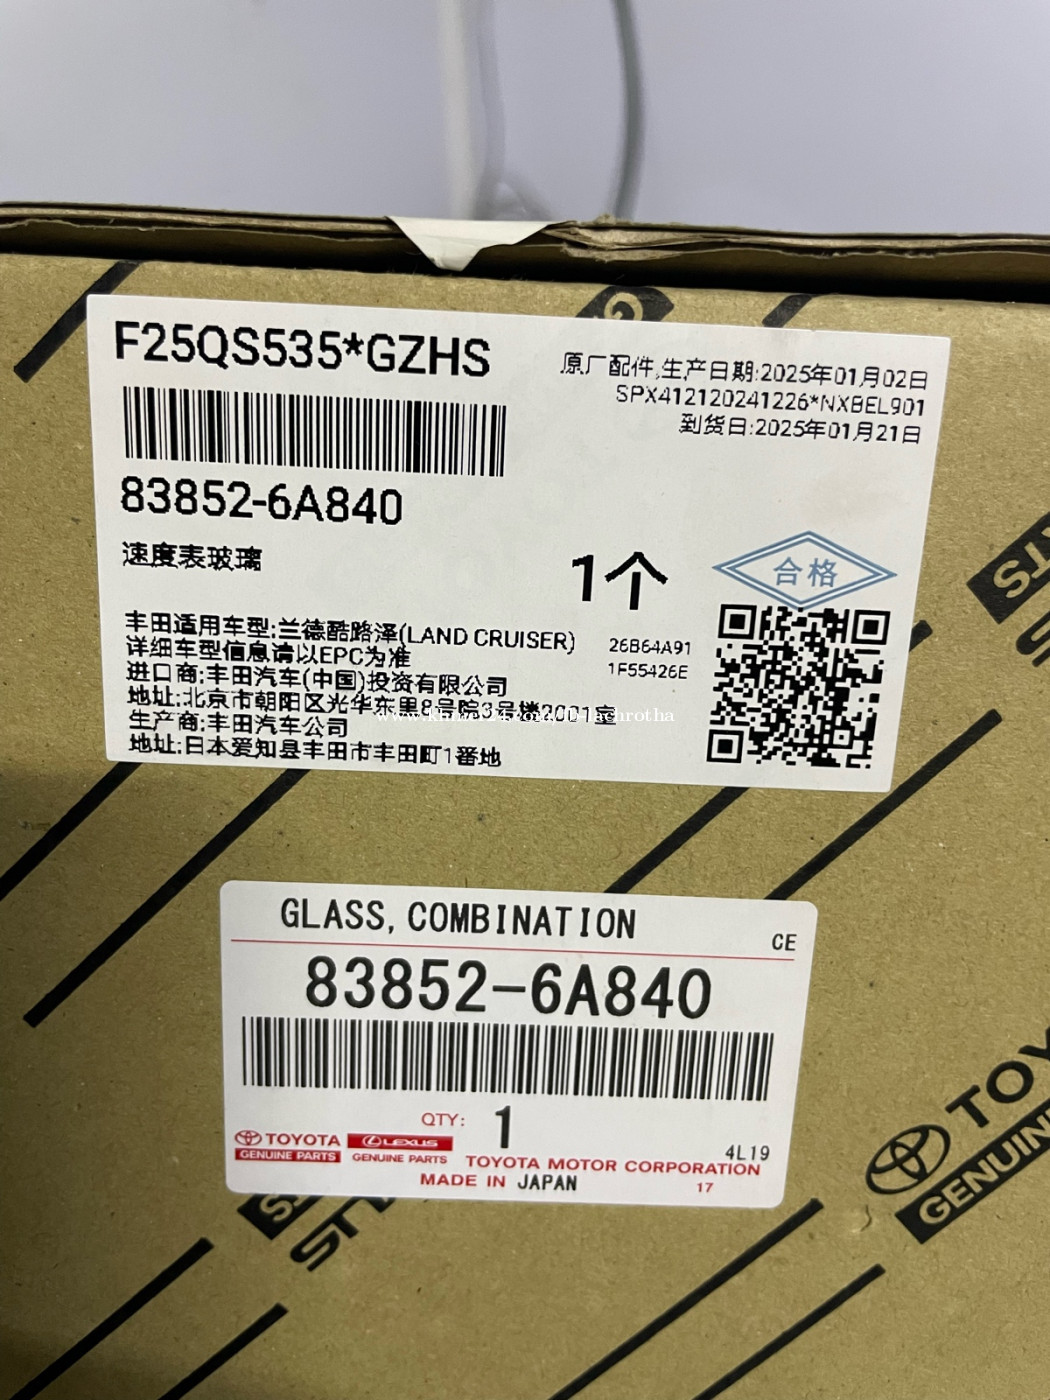 F25QS535*GZHS
原厂配件,生产日期:2025年01月02日
SPX412120241226*NXBEL901
到货日:2025年01月21日
83852-6A840
速度表玻璃
1个
合格
丰田适用车型:兰德酷路泽(LAND CRUISER)
详细车型信息请以EPC为准
26B64A91
1F55426E
进口商:丰田汽车(中国)投资有限公司
地址:北京市朝阳区光华东里8号院3号楼2001室
生产商:丰田汽车公司
地址:日本爱知县丰田市丰田町1番地
GLASS, COMBINATION
CE
83852-6A840
QTY: 1
TOYOTA
GENUINE PARTS
LEXUS
GENUINE PARTS
4L19
TOYOTA MOTOR CORPORATION
MADE IN JAPAN
17
TOY
GENUIN